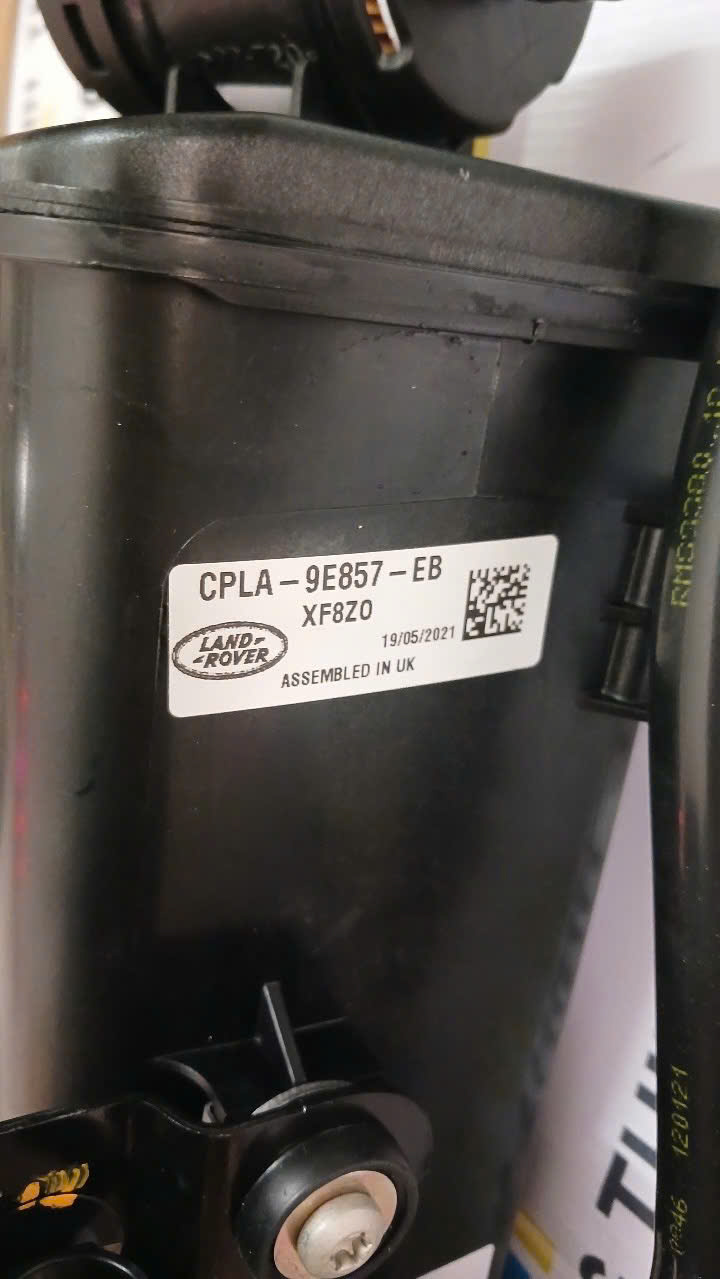 CPLA-9E857-EB
XF8Z0
LAND-
-ROVER
19/05/2021
ASSEMBLED IN UK
120121